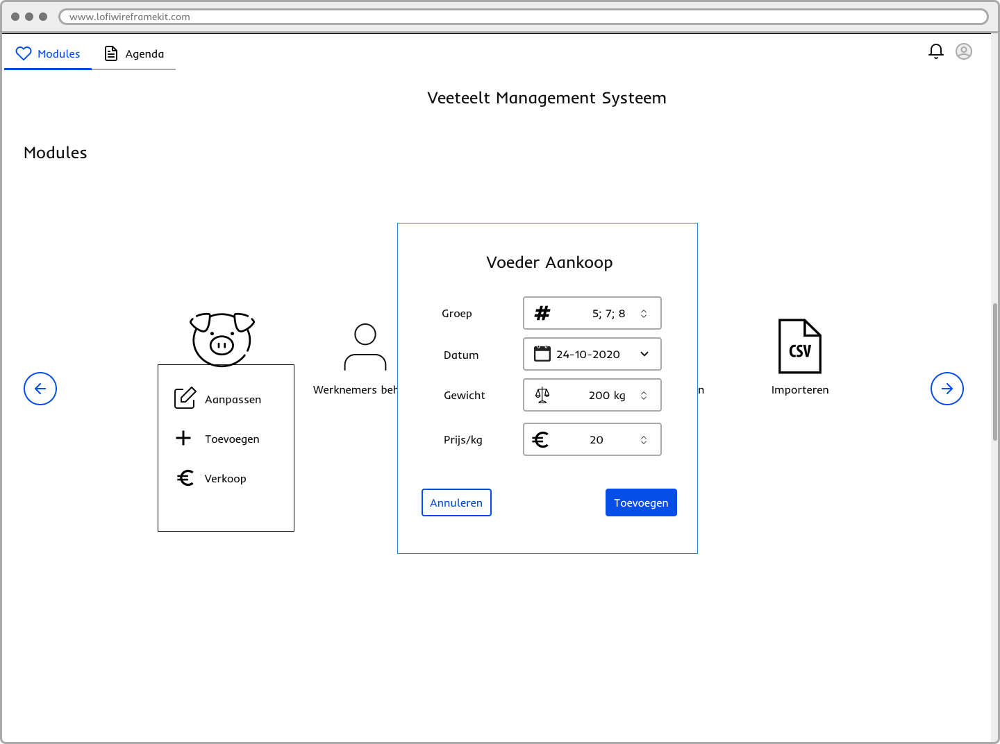 www.lofiwireframekit.com
Modules
Agenda
Veeteelt Management Systeem
Modules
Voeder Aankoop
Groep
# 5; 7; 8
Datum
24-10-2020
Gewicht
200 kg
Prijs/kg
€ 20
Annuleren
Toevoegen
Aanpassen
+ Toevoegen
€ Verkoop
Werknemers beh
n
CSV
Importeren